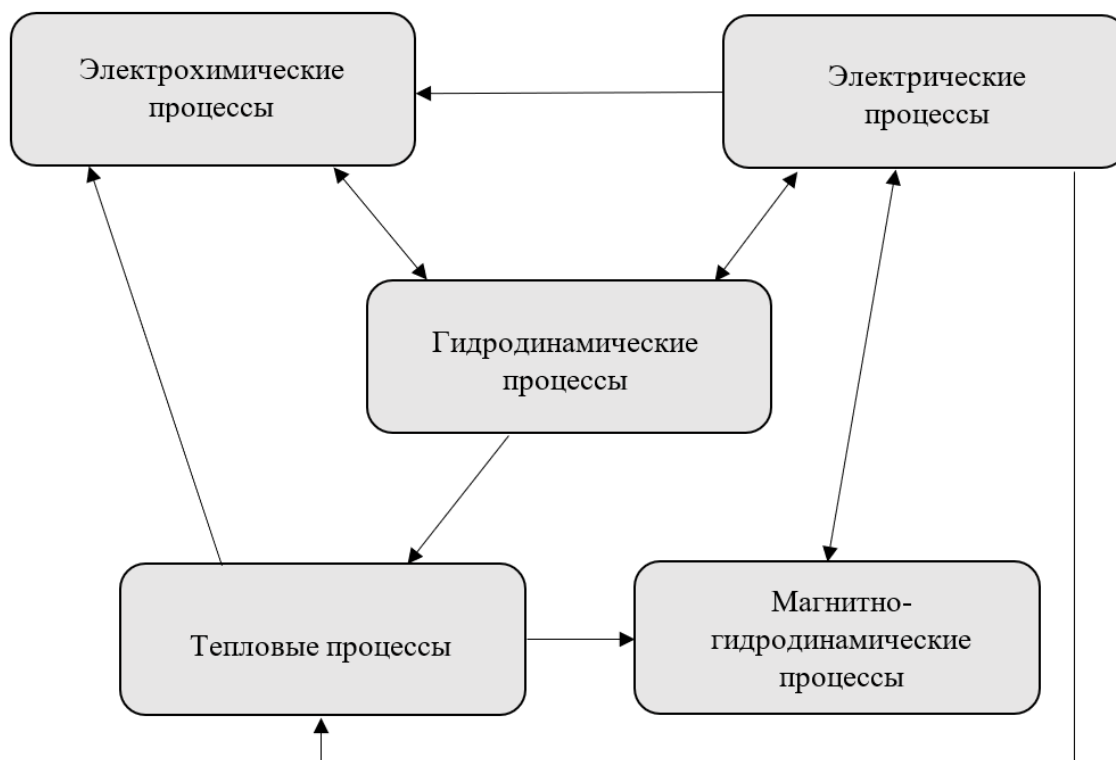 Электрохимические
процессы
Электрические
процессы
Гидродинамические
процессы
Тепловые процессы
Магнитно-
гидродинамические
процессы